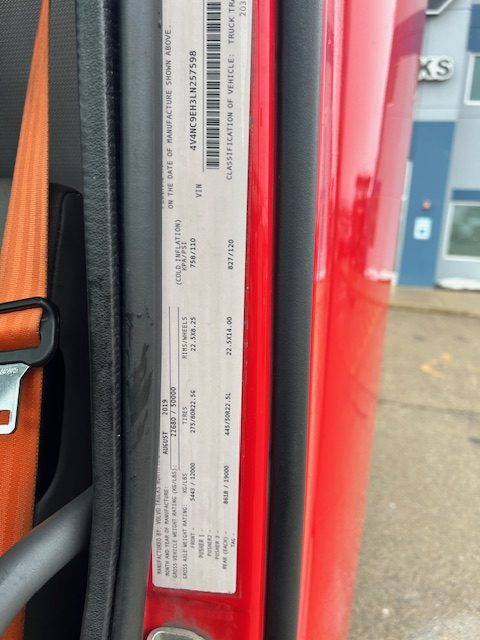 MANUFACTURED BY: VOLVO TRUCKS
MONTH AND YEAR OF MANUFACTURE: AUGUST 2019
GROSS VEHICLE WEIGHT RATING (KG/LBS): 22680 / 50000
GROSS AXLE WEIGHT RATING: KG/LBS TIRES RIMS/WHEELS (COLD INFLATION) KPA/PSI
FRONT - 5443 / 12000 275/80R22.5G 22.5X8.25 758/110
PUSHER 1 -
PUSHER2 -
PUSHER 3 -
REAR (EACH) - 8618 / 19000 445/50R22.5L 22.5X14.00 827/120
TAG -
ON THE DATE OF MANUFACTURE SHOWN ABOVE.
VIN 4V4NC9EH3LN257598
CLASSIFICATION OF VEHICLE: TRUCK TRA
203
KS